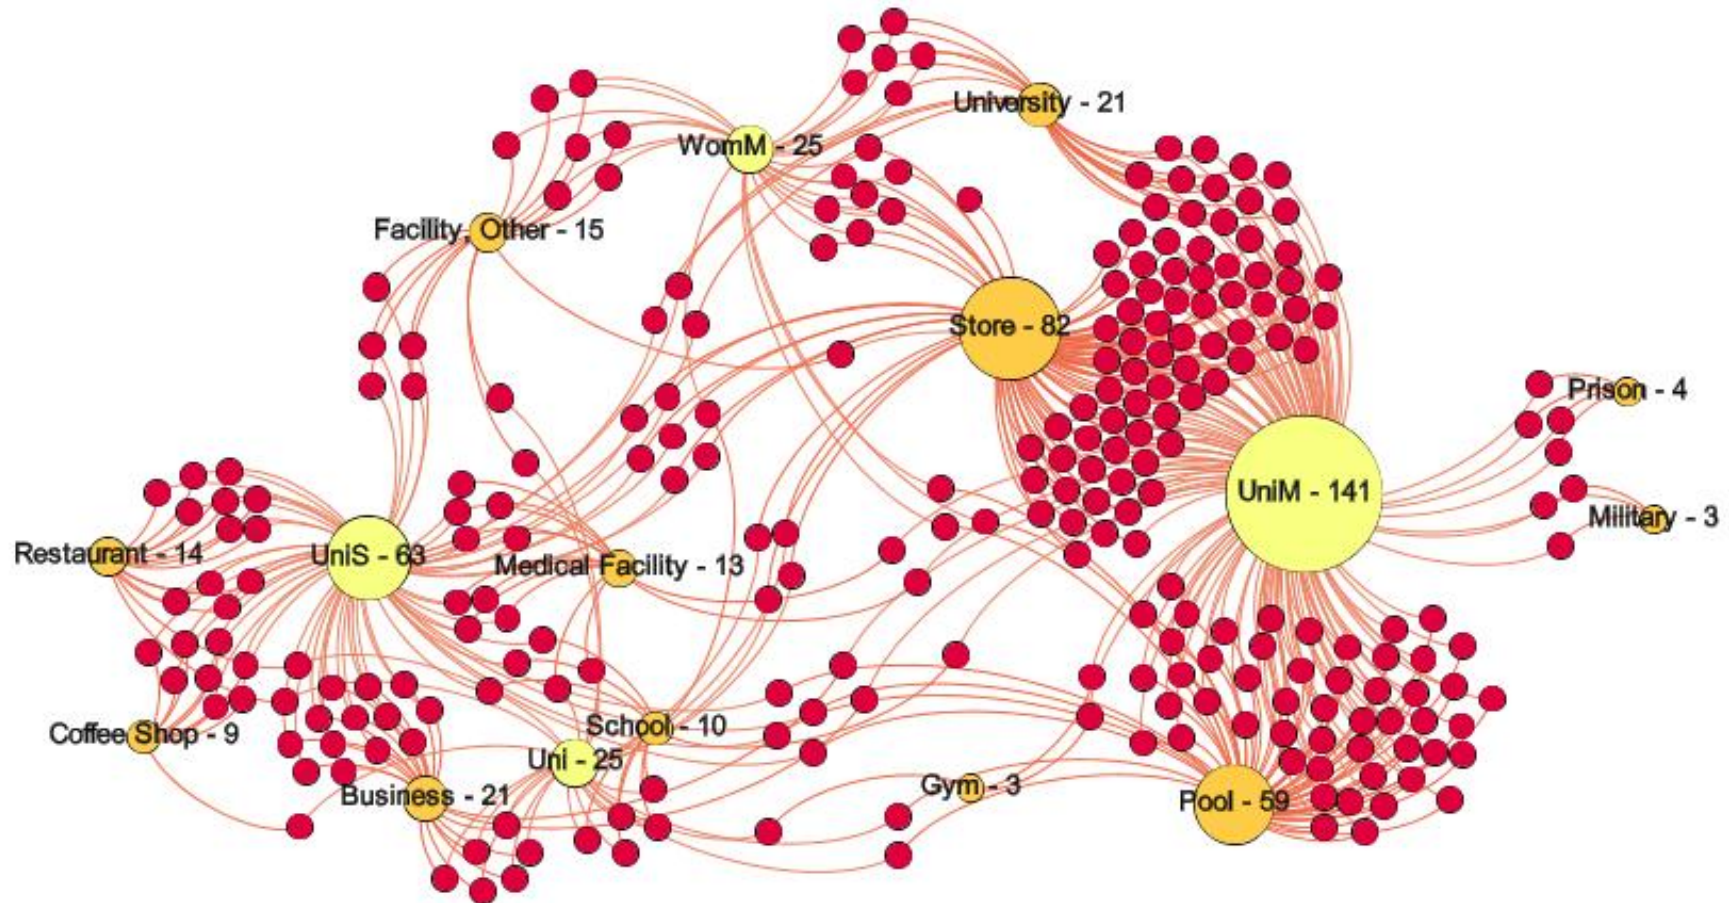 University - 21
WomM - 25
Facility, Other - 15
Store - 82
Prison - 4
UniM - 141
Military - 3
Restaurant - 14
UniS - 63
Medical Facility - 13
School - 10
Coffee Shop - 9
Uni - 25
Business - 21
Gym - 3
Pool - 59